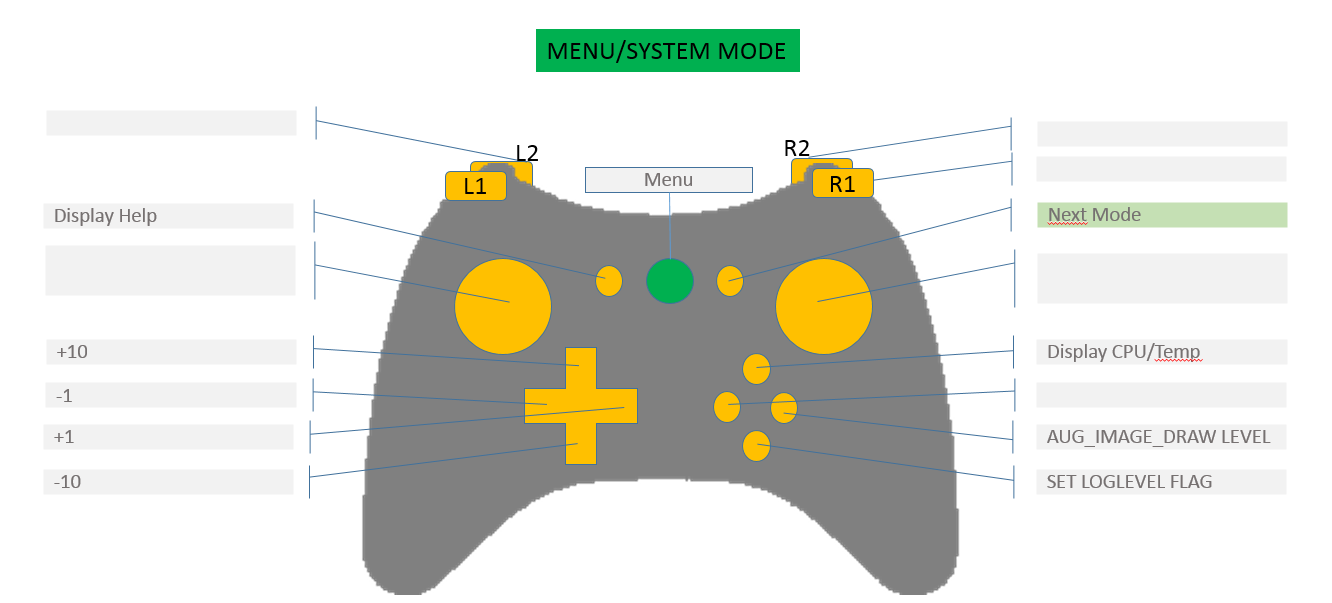 MENU/SYSTEM MODE
L2
R2
L1
Menu
R1
Display Help
Next Mode
+10
Display CPU/Temp
-1
+1
AUG_IMAGE_DRAW LEVEL
-10
SET LOGLEVEL FLAG